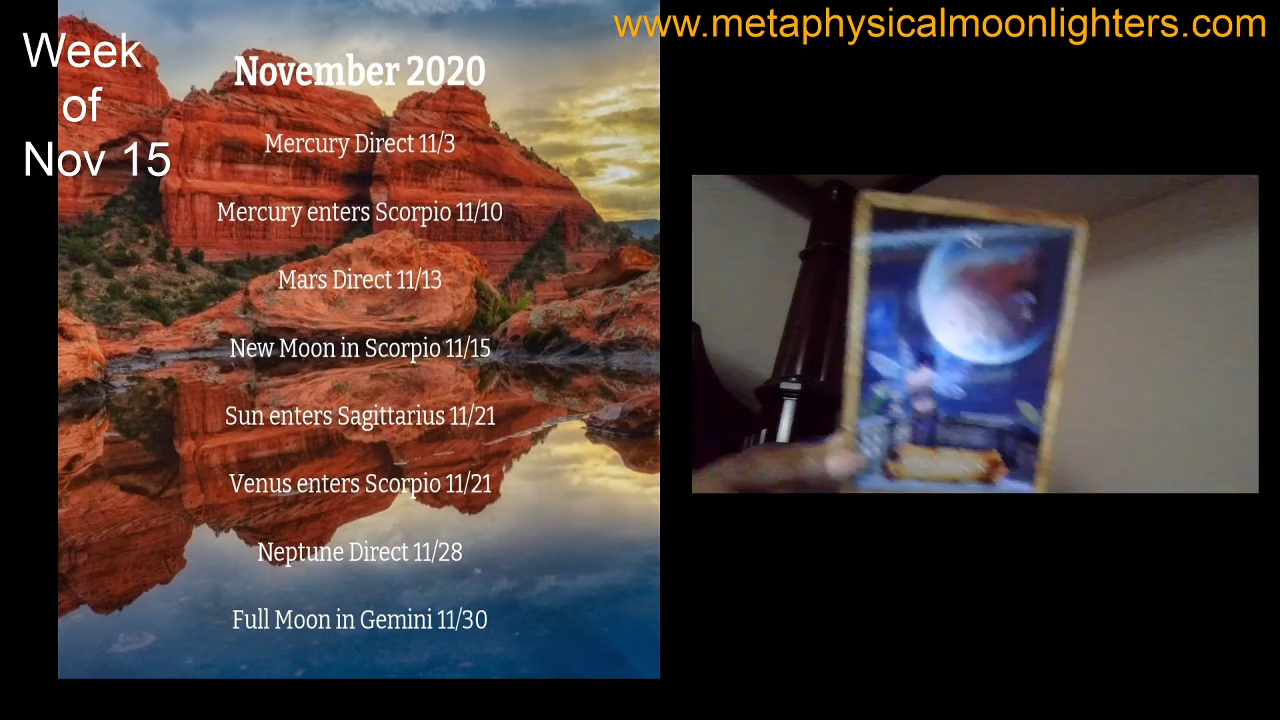 www.metaphysicalmoonlighters.com
Week
of
Nov 15
November 2020
Mercury Direct 11/3
Mercury enters Scorpio 11/10
Mars Direct 11/13
New Moon in Scorpio 11/15
Sun enters Sagittarius 11/21
Venus enters Scorpio 11/21
Neptune Direct 11/28
Full Moon in Gemini 11/30